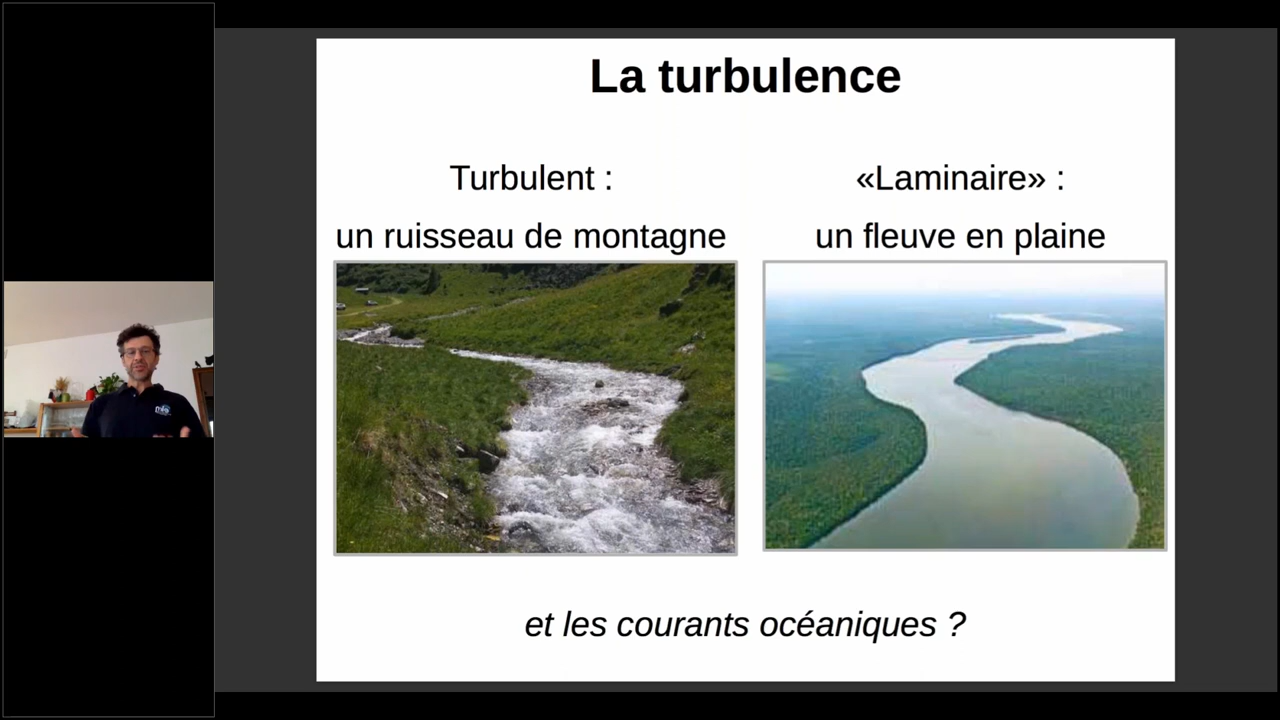 La turbulence
Turbulent :
un ruisseau de montagne
«Laminaire» :
un fleuve en plaine
et les courants océaniques ?